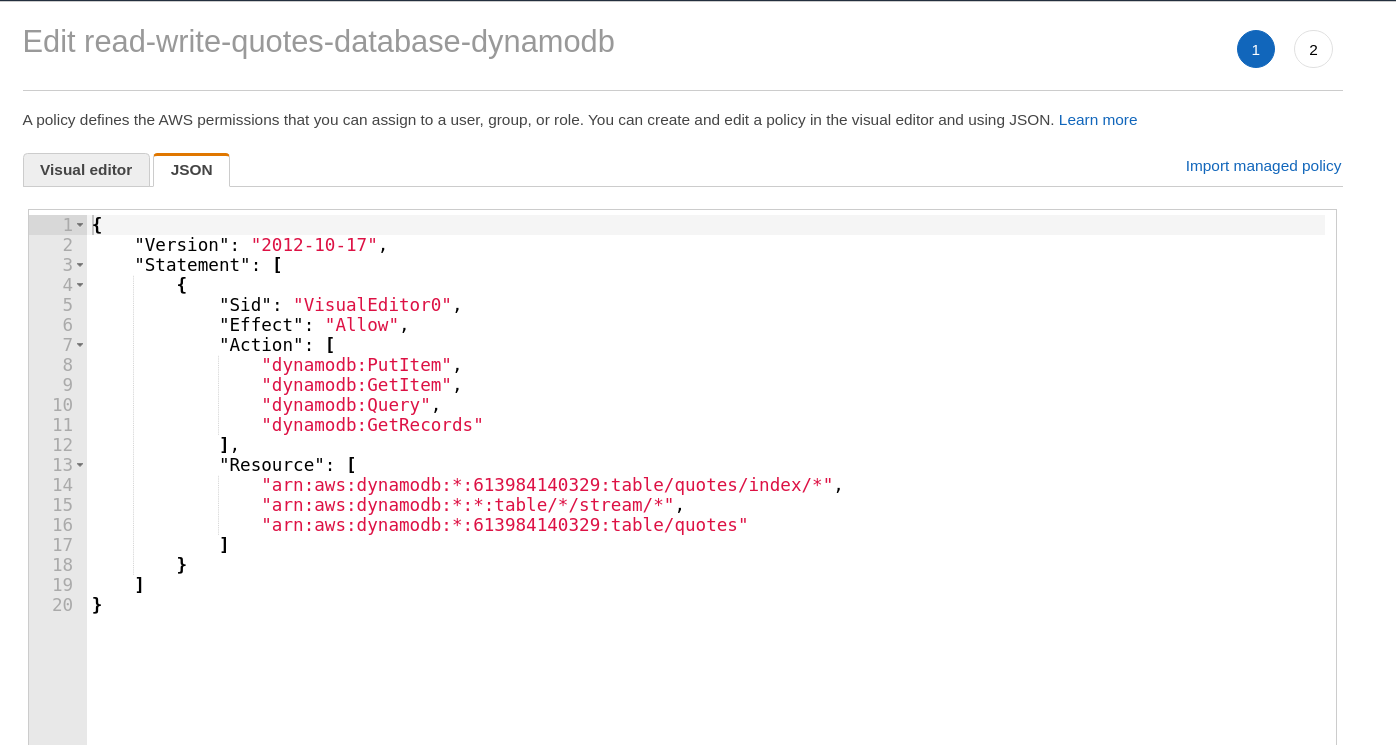 Edit read-write-quotes-database-dynamodb
1
2
A policy defines the AWS permissions that you can assign to a user, group, or role. You can create and edit a policy in the visual editor and using JSON. Learn more
Visual editor
JSON
Import managed policy
1 {
2     "Version": "2012-10-17",
3     "Statement": [
4         {
5             "Sid": "VisualEditor0",
6             "Effect": "Allow",
7             "Action": [
8                 "dynamodb:PutItem",
9                 "dynamodb:GetItem",
10                 "dynamodb:Query",
11                 "dynamodb:GetRecords"
12             ],
13             "Resource": [
14                 "arn:aws:dynamodb:*:613984140329:table/quotes/index/*",
15                 "arn:aws:dynamodb:*:*:table/*/stream/*",
16                 "arn:aws:dynamodb:*:613984140329:table/quotes"
17             ]
18         }
19     ]
20 }